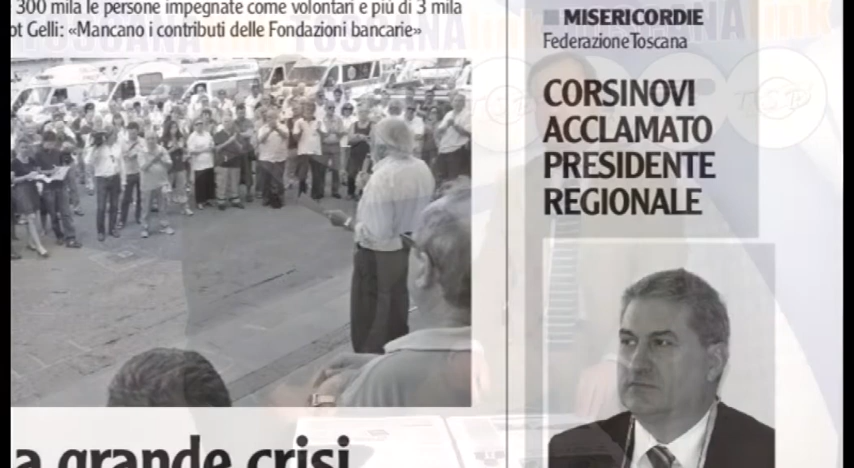 300 mila le persone impegnate come volontari e più di 3 mila
ot Gelli: «Mancano i contributi delle Fondazioni bancarie»
a grande crisi
MISERICORDIE
Federazione Toscana
CORSINOVI
ACCLAMATO
PRESIDENTE
REGIONALE